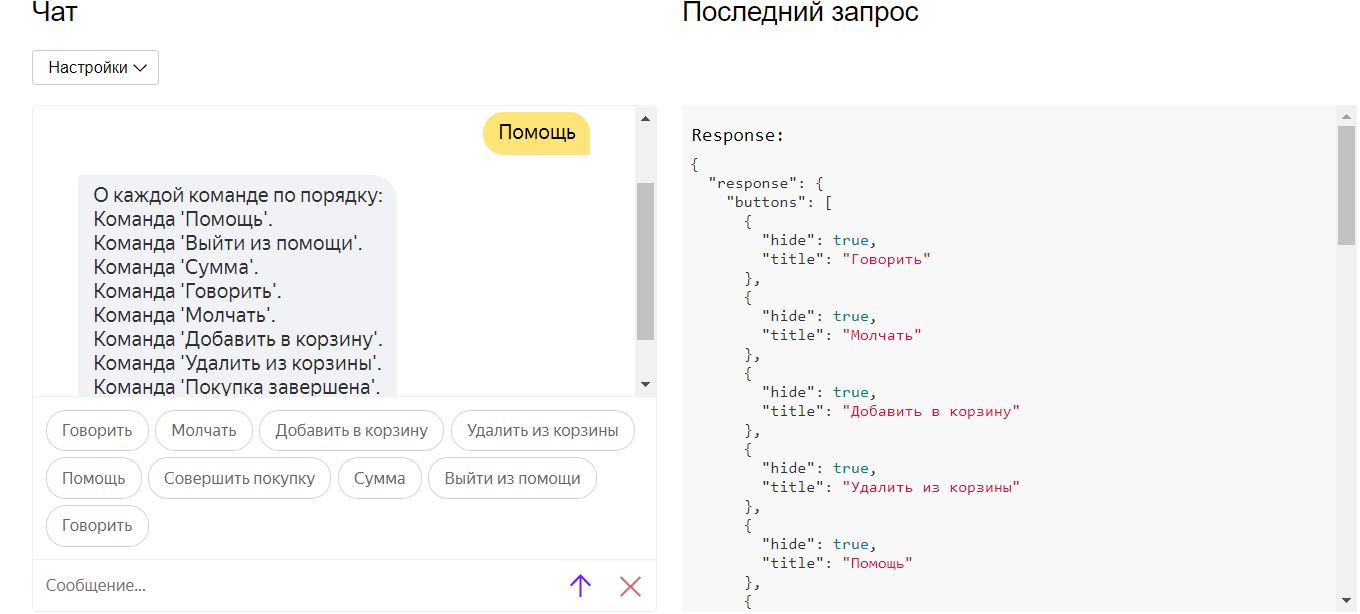 Чат
Настройки
Помощь
О каждой команде по порядку:
Команда 'Помощь'.
Команда 'Выйти из помощи'.
Команда 'Сумма'.
Команда 'Говорить'.
Команда 'Молчать'.
Команда 'Добавить в корзину'.
Команда 'Удалить из корзины'.
Команда 'Покупка завершена'.
Говорить Молчать Добавить в корзину Удалить из корзины
Помощь Совершить покупку Сумма Выйти из помощи
Говорить
Сообщение...
Последний запрос
Response:
{
"response": {
"buttons": [
{
"hide": true,
"title": "Говорить"
},
{
"hide": true,
"title": "Молчать"
},
{
"hide": true,
"title": "Добавить в корзину"
},
{
"hide": true,
"title": "Удалить из корзины"
},
{
"hide": true,
"title": "Помощь"
},
{